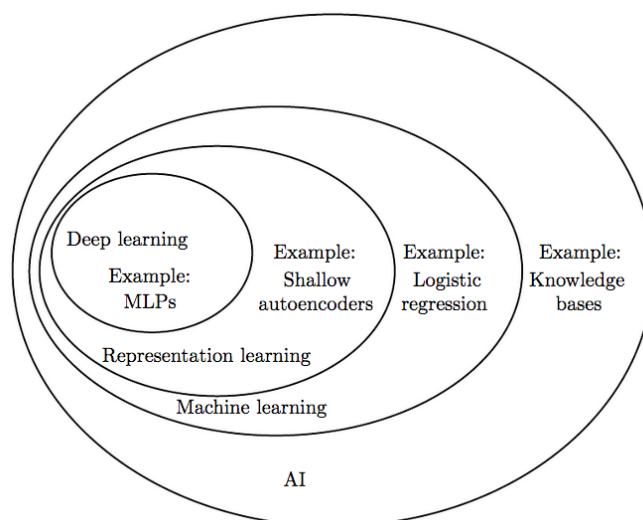 Deep learning
Example:
MLPs
Example:
Shallow
autoencoders
Example:
Logistic
regression
Example:
Knowledge
bases
Representation learning
Machine learning
AI